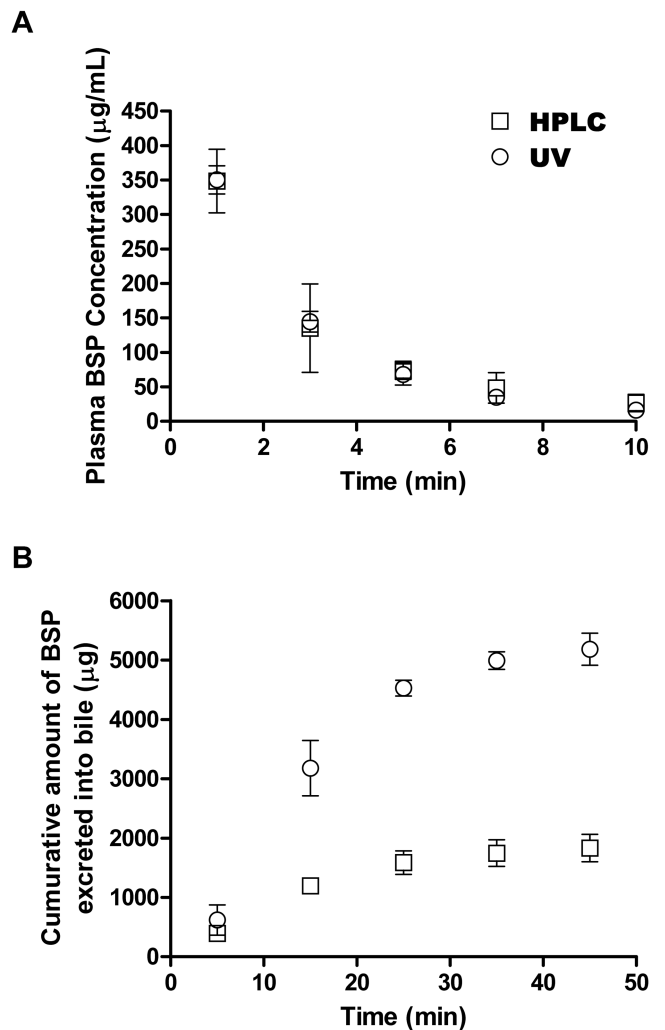 A
Plasma BSP Concentration (μg/mL)
450
400
350
300
250
200
150
100
50
0
HPLC
UV
0 2 4 6 8 10
Time (min)
B
Cumurative amount of BSP
excreted into bile (μg)
6000
5000
4000
3000
2000
1000
0
0 10 20 30 40 50
Time (min)